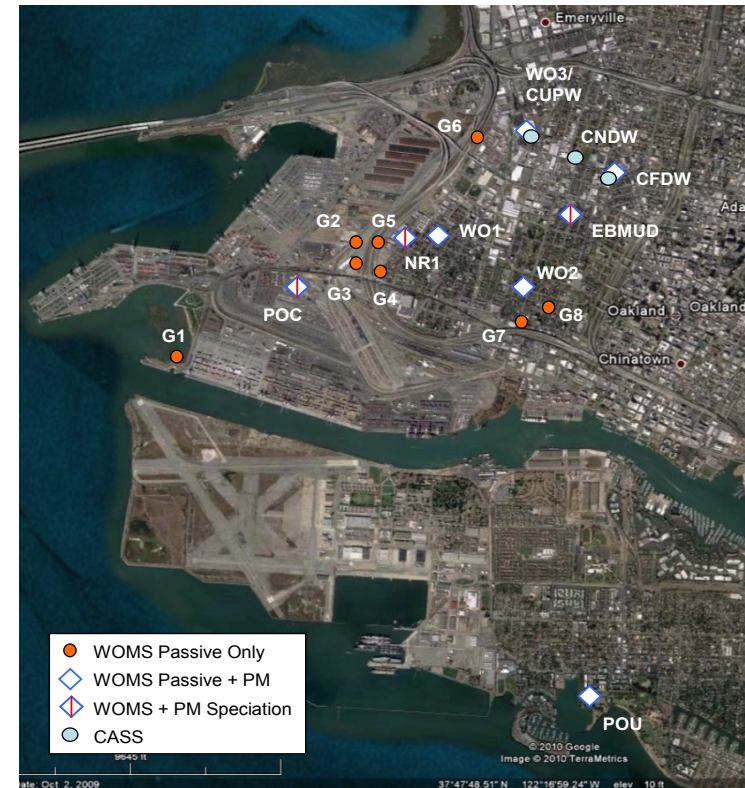 Emeryville
WO3/
CUPW
G6
CNDW
CFDW
Ada
G2
G5
WO1
EBMUD
NR1
G3
G4
WO2
POC
G8
Oakland
Oakland
G7
G1
Chinatown
WOMS Passive Only
WOMS Passive + PM
WOMS + PM Speciation
CASS
POU
9645 ft
© 2010 Google
Image © 2010 TerraMetrics
ate: Oct 2, 2009
37°47'48.51" N 122°16'59.24" W elev 10 ft